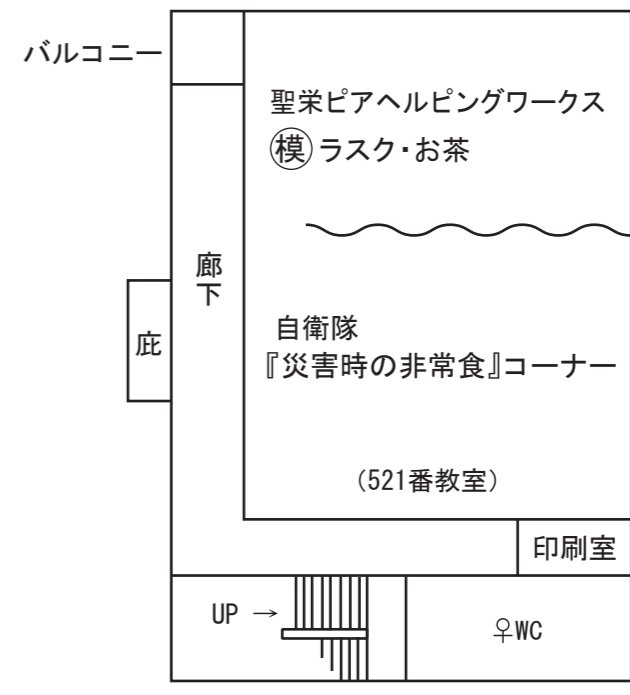 バルコニー
聖栄ピアヘルピングワークス
模 ラスク・お茶
廊下
庇
自衛隊
『災害時の非常食』コーナー
(521番教室)
印刷室
UP →
♀WC